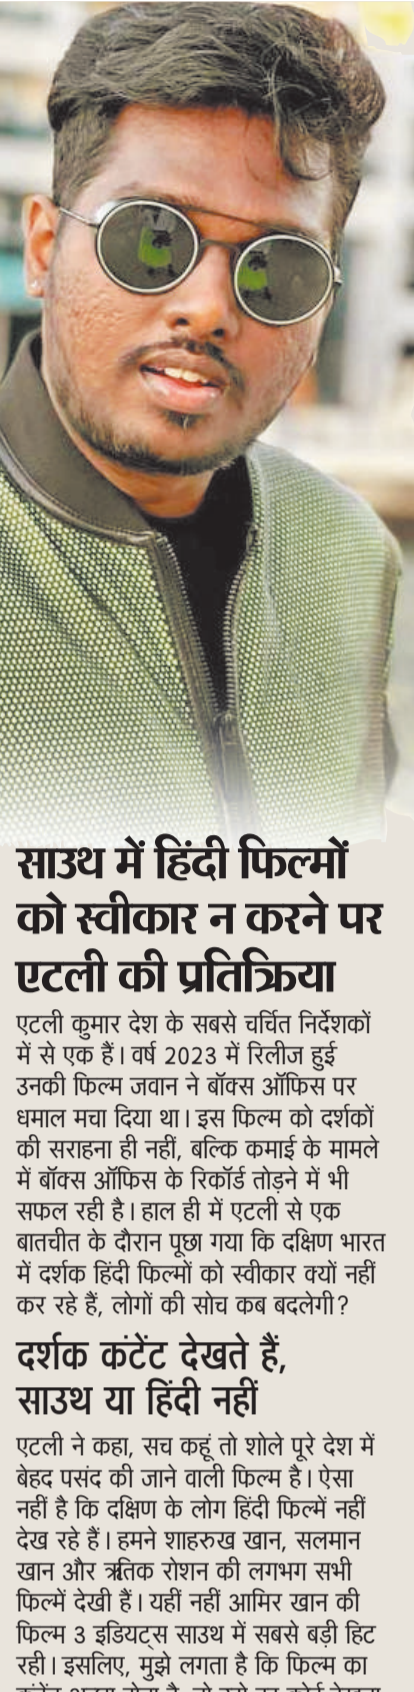 साउथ में हिंदी फिल्मों
को स्वीकार न करने पर
एटली की प्रतिक्रिया
एटली कुमार देश के सबसे चर्चित निर्देशकों
में से एक हैं। वर्ष 2023 में रिलीज हुई
उनकी फिल्म जवान ने बॉक्स ऑफिस पर
धमाल मचा दिया था। इस फिल्म को दर्शकों
की सराहना ही नहीं, बल्कि कमाई के मामले
में बॉक्स ऑफिस के रिकॉर्ड तोड़ने में भी
सफल रही है। हाल ही में एटली से एक
बातचीत के दौरान पूछा गया कि दक्षिण भारत
में दर्शक हिंदी फिल्मों को स्वीकार क्यों नहीं
कर रहे हैं, लोगों की सोच कब बदलेगी?
दर्शक कंटेंट देखते हैं,
साउथ या हिंदी नहीं
एटली ने कहा, सच कहूं तो शोले पूरे देश में
बेहद पसंद की जाने वाली फिल्म है। ऐसा
नहीं है कि दक्षिण के लोग हिंदी फिल्में नहीं
देख रहे हैं। हमने शाहरुख खान, सलमान
खान और ऋतिक रोशन की लगभग सभी
फिल्में देखी हैं। यहीं नहीं आमिर खान की
फिल्म 3 इडियट्स साउथ में सबसे बड़ी हिट
रही। इसलिए, मुझे लगता है कि फिल्म का